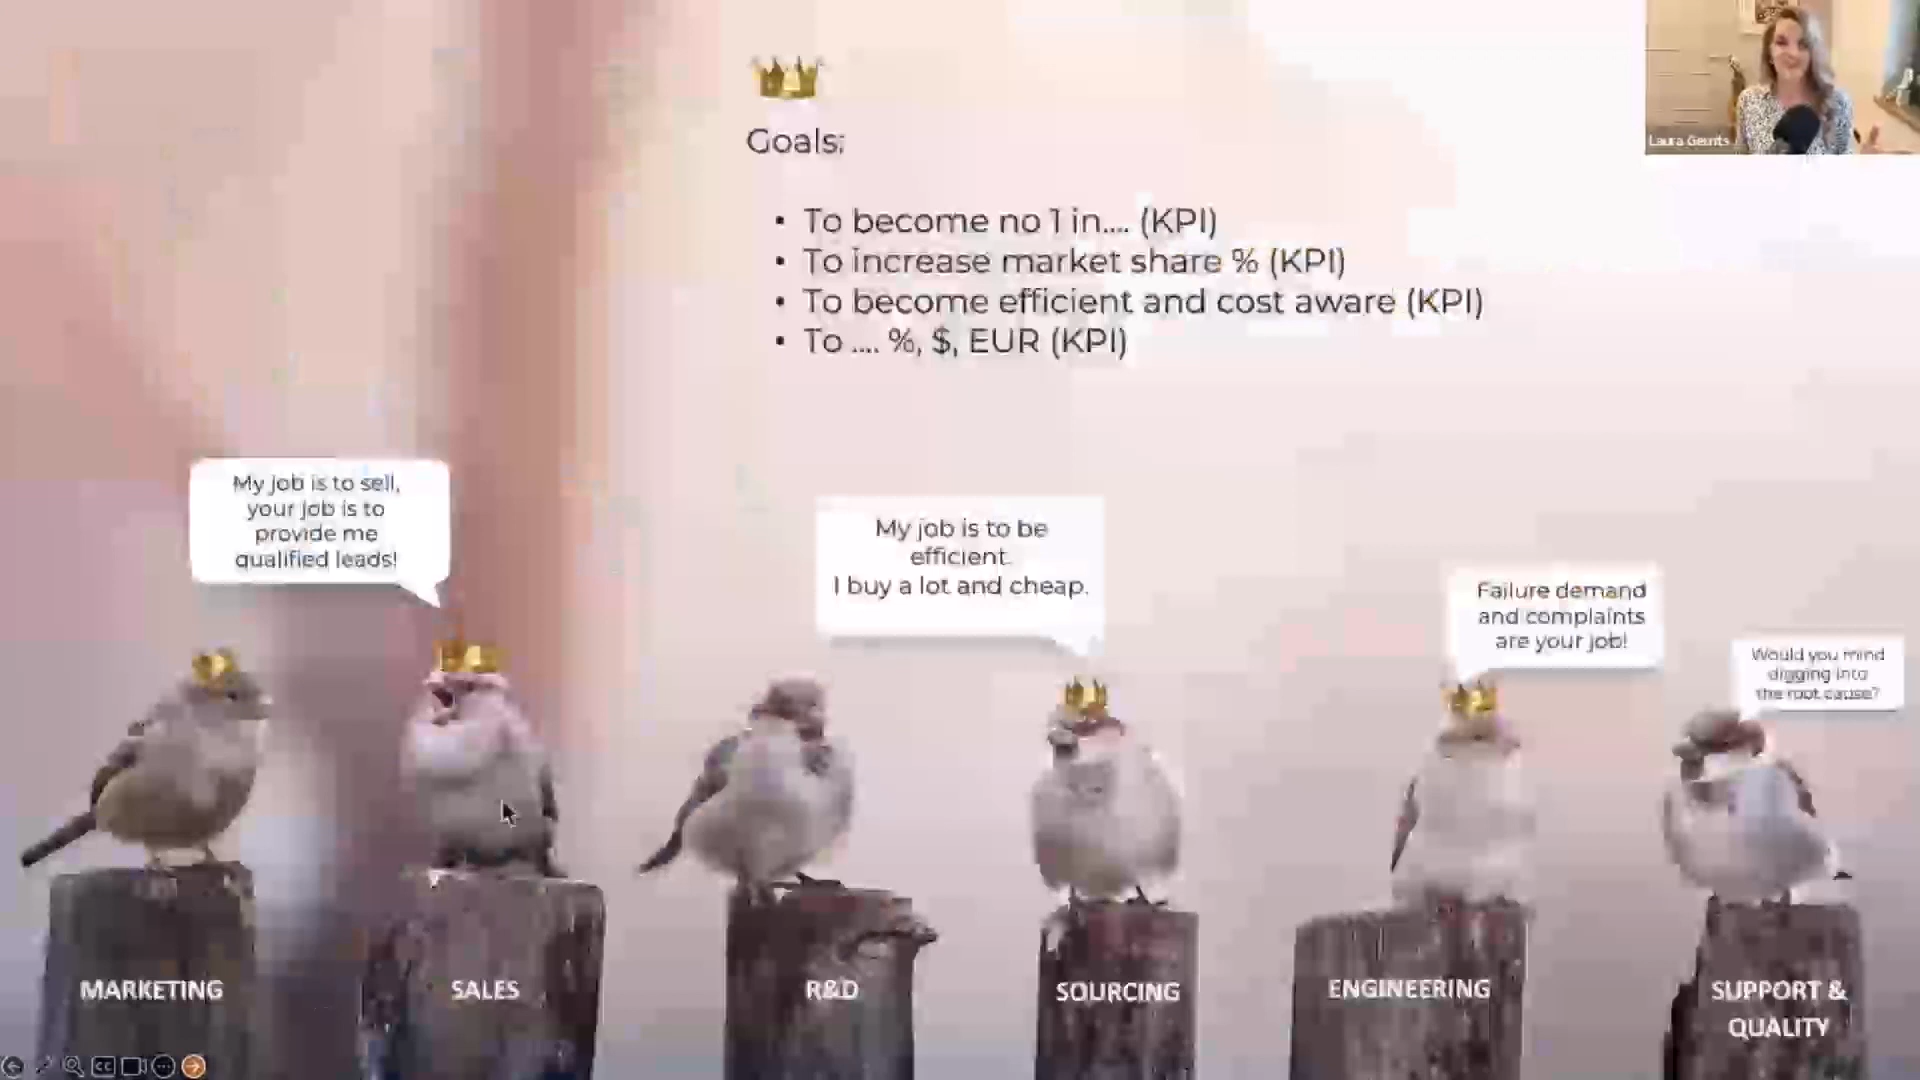 Goals:
• To become no 1 in.... (KPI)
• To increase market share % (KPI)
• To become efficient and cost aware (KPI)
• To .... %, $, EUR (KPI)
Laura Gerrits
My job is to sell,
your job is to
provide me
qualified leads!
My job is to be
efficient.
I buy a lot and cheap.
Failure demand
and complaints
are your job!
Would you mind
digging into
the root cause?
MARKETING
SALES
R&D
SOURCING
ENGINEERING
SUPPORT &
QUALITY
CC